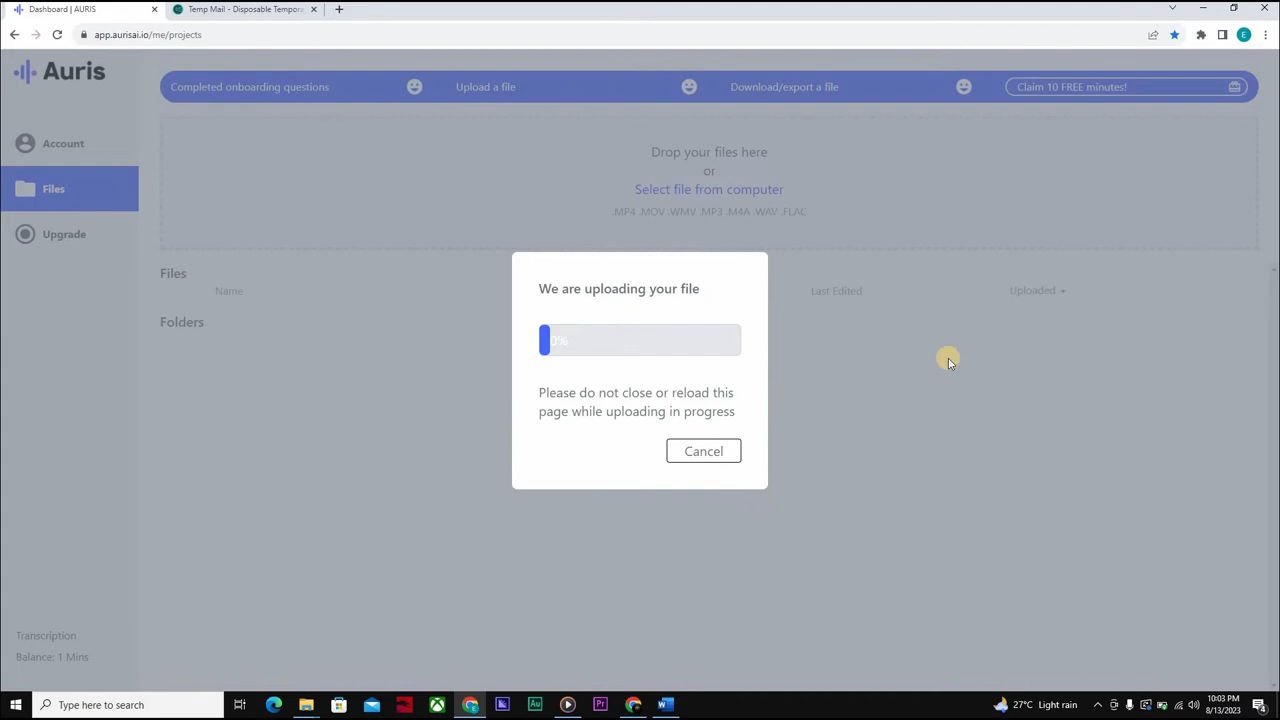 Dashboard | AURIS
Temp Mail - Disposable Tempora
app.aurisai.io/me/projects
E
Auris
Completed onboarding questions
Upload a file
Download/export a file
Claim 10 FREE minutes!
Account
Files
Upgrade
Drop your files here
or
Select file from computer
.MP4 .MOV .WMV .MP3 .M4A .WAV .FLAC
Files
Name
Last Edited
Uploaded
Folders
We are uploading your file
0%
Please do not close or reload this
page while uploading in progress
Cancel
Transcription
Balance: 1 Mins
Type here to search
Au
Pr
27°C Light rain
10:03 PM
8/13/2023
4